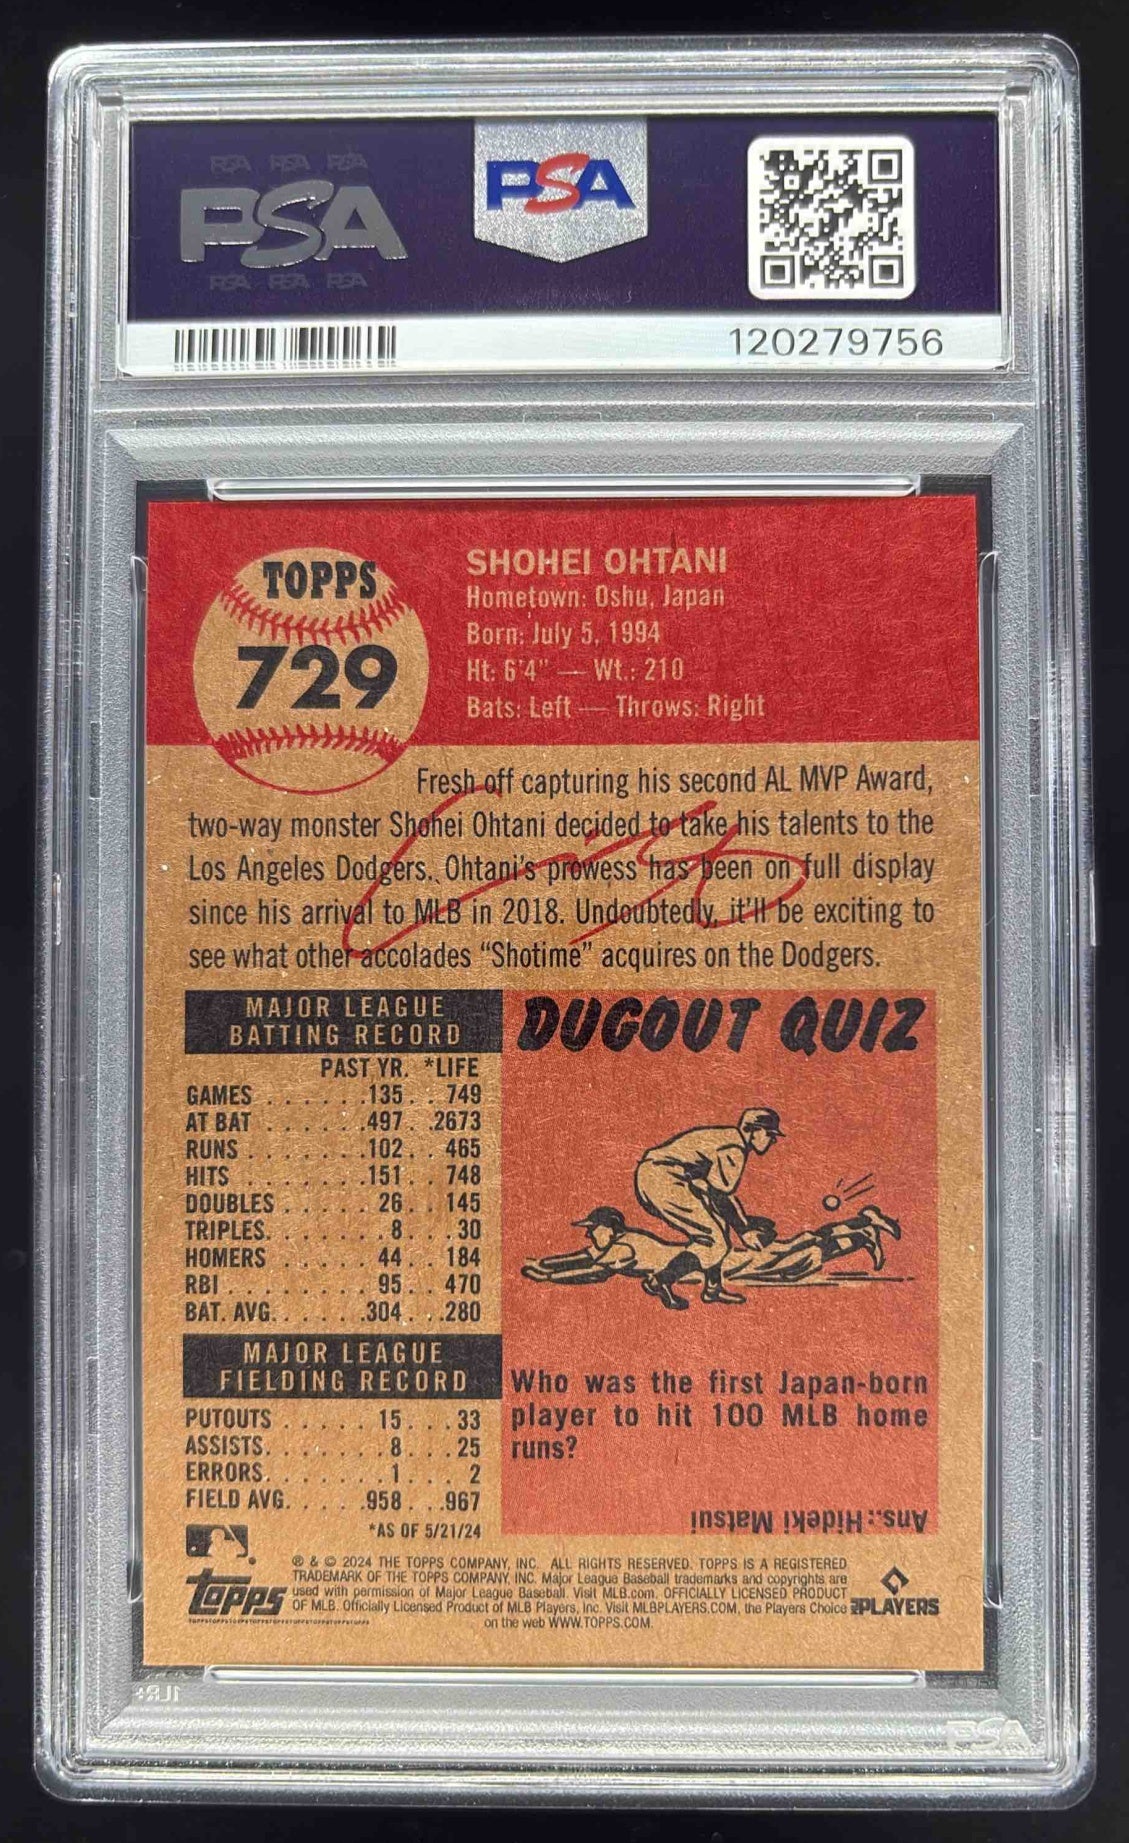 PSA PSA PSA
PSA
PSA PSA PSA
PSA
120279756
TOPPS
729
SHOHEI OHTANI
Hometown: Oshu, Japan
Born: July 5, 1994
Ht: 6'4" — Wt.: 210
Bats: Left — Throws: Right
Fresh off capturing his second AL MVP Award,
two-way monster Shohei Ohtani decided to take his talents to the
Los Angeles Dodgers. Ohtani's prowess has been on full display
since his arrival to MLB in 2018. Undoubtedly, it'll be exciting to
see what other accolades “Shotime” acquires on the Dodgers.
MAJOR LEAGUE
BATTING RECORD
PAST YR. *LIFE
GAMES . . . . . . .135. . 749
AT BAT . . . . . . .497. .2673
RUNS . . . . . . . .102. . 465
HITS . . . . . . . .151. . 748
DOUBLES . . . . . 26. . 145
TRIPLES. . . . . . . .8. . . 30
HOMERS . . . . . 44. . 184
RBI . . . . . . . . . 95. . 470
BAT. AVG. . . . . .304. . .280
MAJOR LEAGUE
FIELDING RECORD
PUTOUTS . . . . . 15. . . 33
ASSISTS. . . . . . . .8. . . 25
ERRORS. . . . . . . .1. . . 2
FIELD AVG. . . . .958. . .967
*AS OF 5/21/24
DUGOUT QUIZ
Who was the first Japan-born
player to hit 100 MLB home
runs?
Ans.: Hideki Matsui
® & © 2024 THE TOPPS COMPANY, INC. ALL RIGHTS RESERVED. TOPPS IS A REGISTERED
TRADEMARK OF THE TOPPS COMPANY, INC. Major League Baseball trademarks and copyrights are
used with permission of Major League Baseball. Visit MLB.com. OFFICIALLY LICENSED PRODUCT
OF MLB. Officially Licensed Product of MLB Players, Inc. Visit MLBPLAYERS.COM, the Players Choice
on the web WWW.TOPPS.COM.
topps
PLAYERS
1LR+
PSA